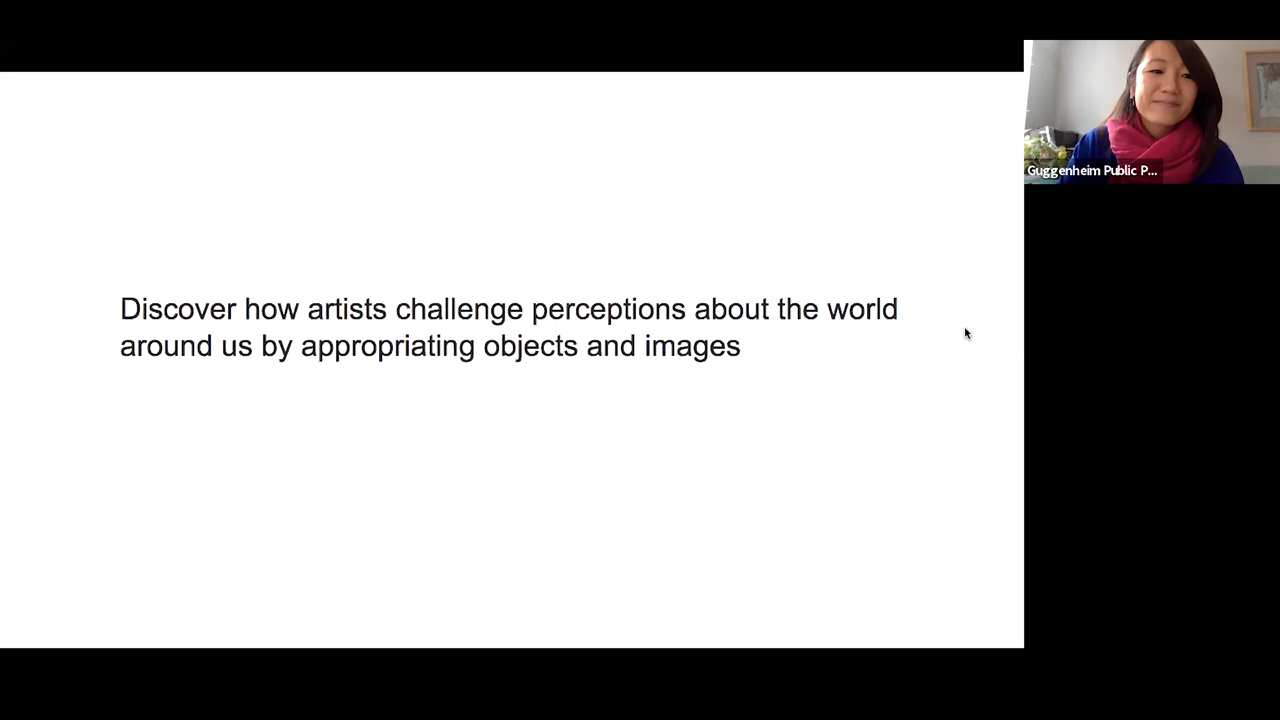 Discover how artists challenge perceptions about the world
around us by appropriating objects and images
Guggenheim Public P...